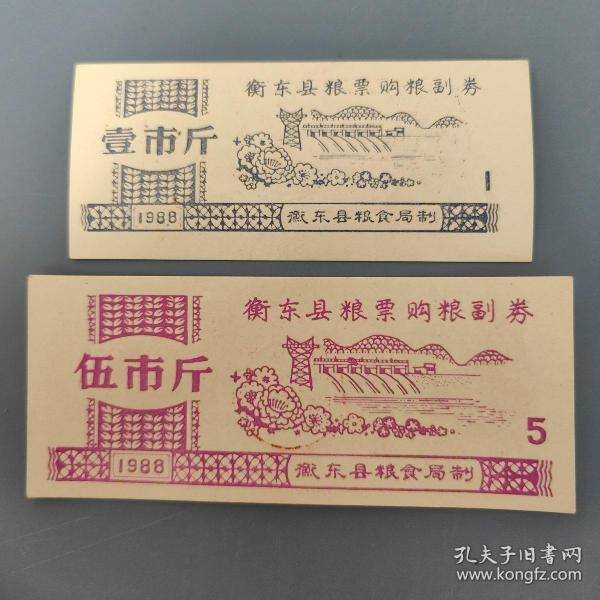 衡东县粮票购粮副券
壹市斤
1
1988
衡东县粮食局制
衡东县粮票购粮副券
伍市斤
5
1988
衡东县粮食局制
孔夫子旧书网
www.kongfz.com